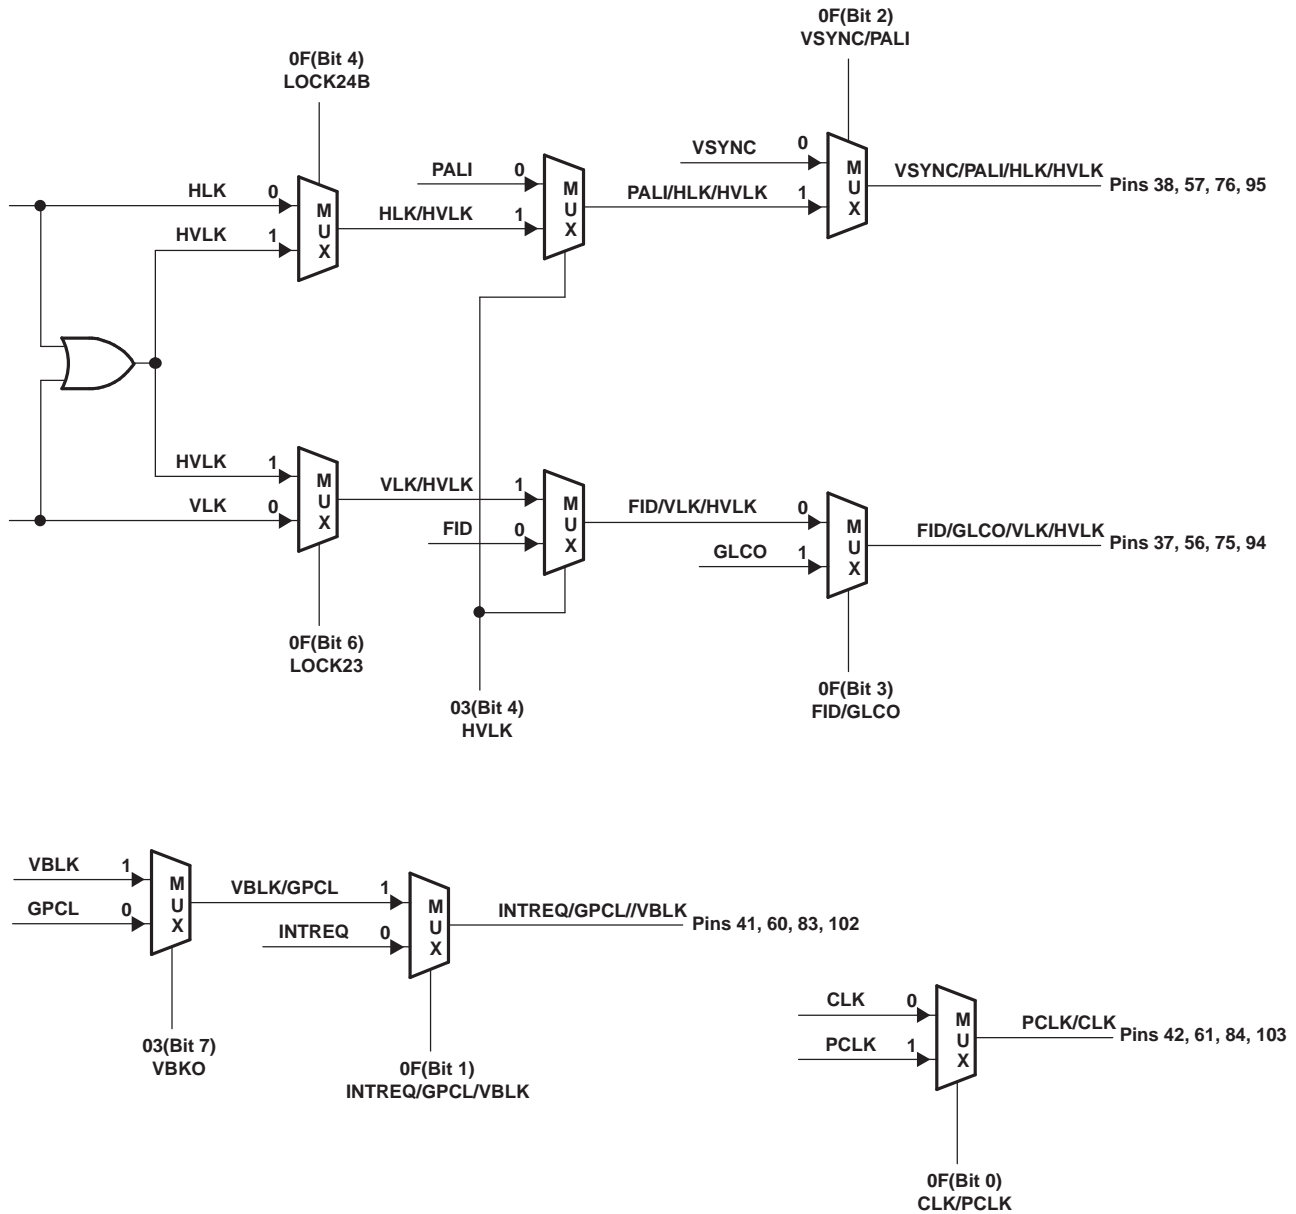 0F(Bit 2)
VSYNC/PALI
0F(Bit 4)
LOCK24B
VSYNC 0
PALI 0
M
U
X
VSYNC/PALI/HLK/HVLK
Pins 38, 57, 76, 95
HLK 0
M
U
X
HLK/HVLK 1
M
U
X
PALI/HLK/HVLK 1
HVLK 1
HVLK 1
M
U
X
VLK/HVLK 1
M
U
X
FID/VLK/HVLK 0
M
U
X
FID/GLCO/VLK/HVLK
Pins 37, 56, 75, 94
VLK 0
FID 0
GLCO 1
0F(Bit 6)
LOCK23
03(Bit 4)
HVLK
0F(Bit 3)
FID/GLCO
VBLK 1
M
U
X
VBLK/GPCL 1
M
U
X
INTREQ/GPCL//VBLK
Pins 41, 60, 83, 102
GPCL 0
INTREQ 0
03(Bit 7)
VBKO
0F(Bit 1)
INTREQ/GPCL/VBLK
CLK 0
M
U
X
PCLK/CLK
Pins 42, 61, 84, 103
PCLK 1
0F(Bit 0)
CLK/PCLK